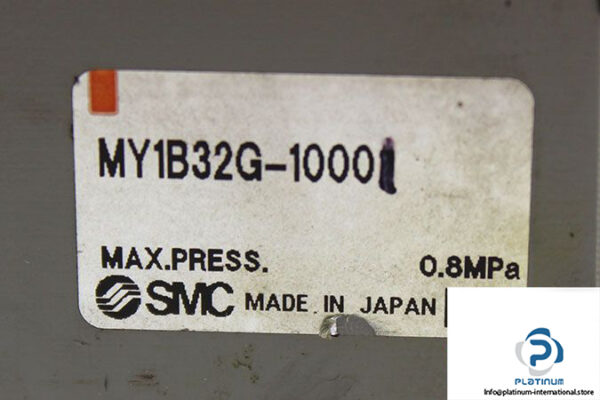 MY1B32G-1000
MAX.PRESS. 0.8MPa
SMC MADE IN JAPAN
PLATINUM
Info@platinum-international.store